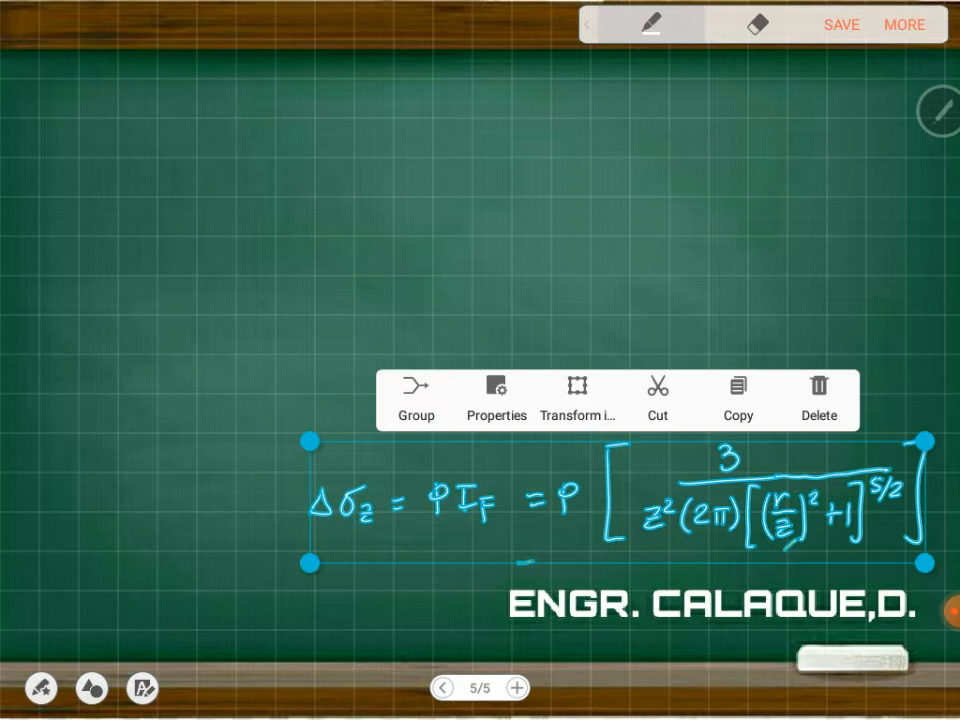 SAVE MORE
Group Properties Transform i... Cut Copy Delete
Δσz = P I_F = P [ 3 / z²(2π)[(r/z)²+1]^5/2 ]
ENGR. CALAQUE,D.
5/5